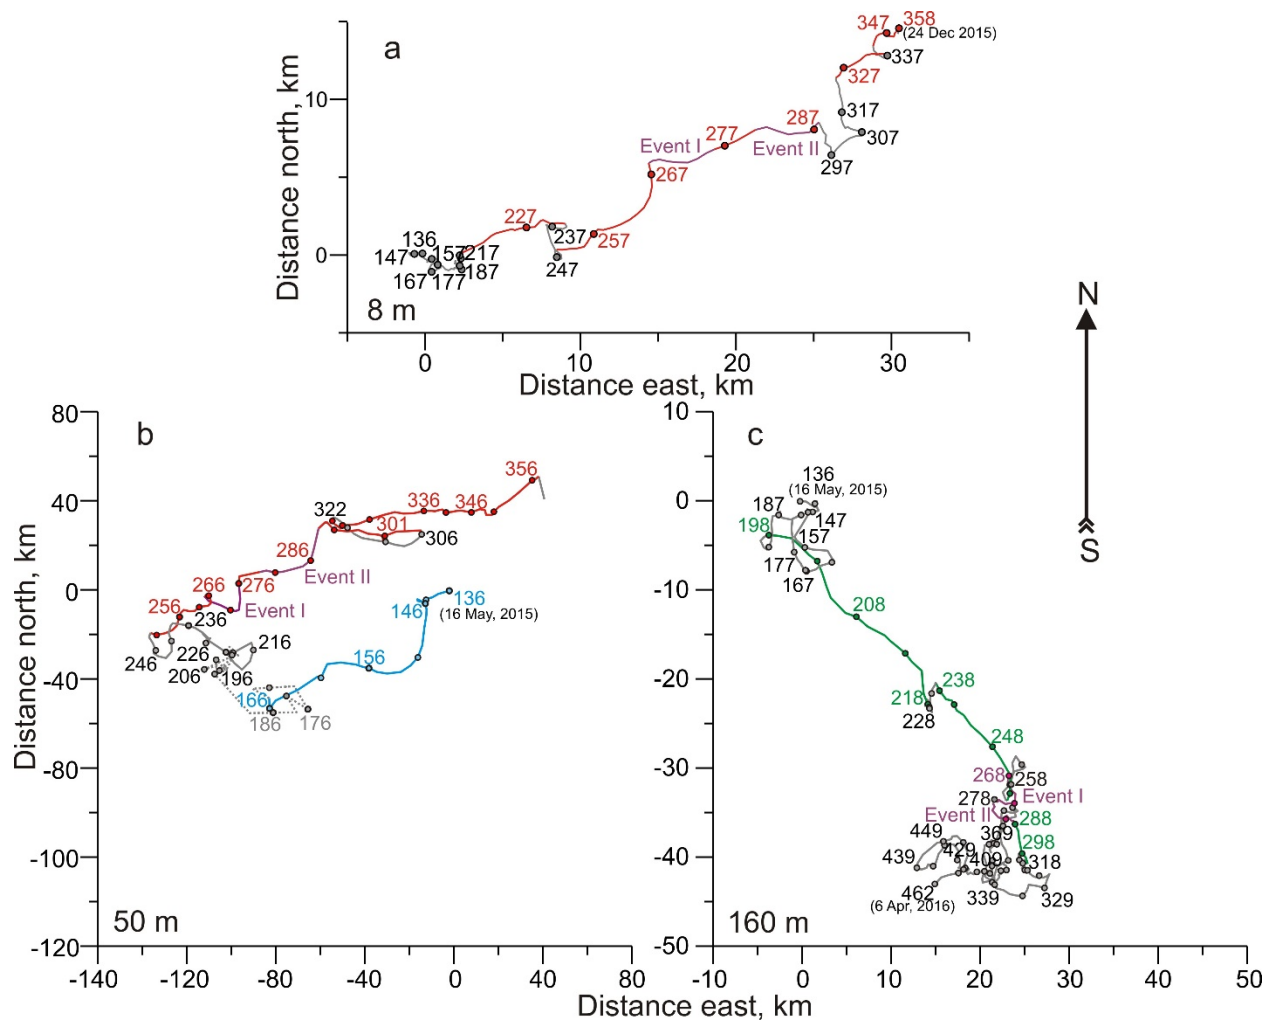 347 358
(24 Dec 2015)
a
337
327
10
317
287
277
307
Event I
Event II
297
267
227
237
257
247
0
136
147
157
217
167 177 187
8 m
Distance north, km
0 10 20 30
Distance east, km
N
S
80
b
40
356
322
336 346
301
306
286
0
266
276
Event II
256
Event I
136
146
(16 May, 2015)
236
246
226
216
206 196
156
-40
166
186 176
-80
-100
50 m
-120
Distance north, km
-140 -120 -80 -40 0 40 80
10
c
136
(16 May, 2015)
0
187
147
198
157
177
167
-10
208
-20
238
218
228
248
-30
268 258
278
Event I
Event II
288
369
449
298
-40
439
429
409
318
462
339
329
(6 Apr, 2016)
160 m
-50
-10 0 10 20 30 40 50
Distance east, km